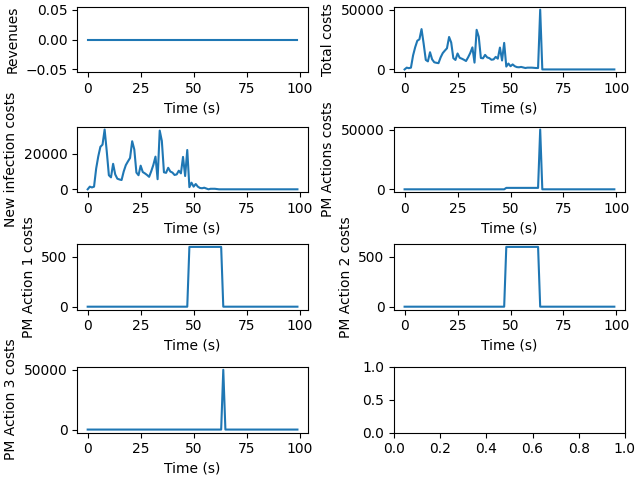 Revenues
0.05
0.00
−0.05
0 25 50 75 100
Time (s)
Total costs
50000
0
0 25 50 75 100
Time (s)
New infection costs
20000
0
0 25 50 75 100
Time (s)
PM Actions costs
50000
0
0 25 50 75 100
Time (s)
PM Action 1 costs
500
0
0 25 50 75 100
Time (s)
PM Action 2 costs
500
0
0 25 50 75 100
Time (s)
PM Action 3 costs
50000
0
0 25 50 75 100
Time (s)
1.0
0.5
0.0
0.0 0.2 0.4 0.6 0.8 1.0